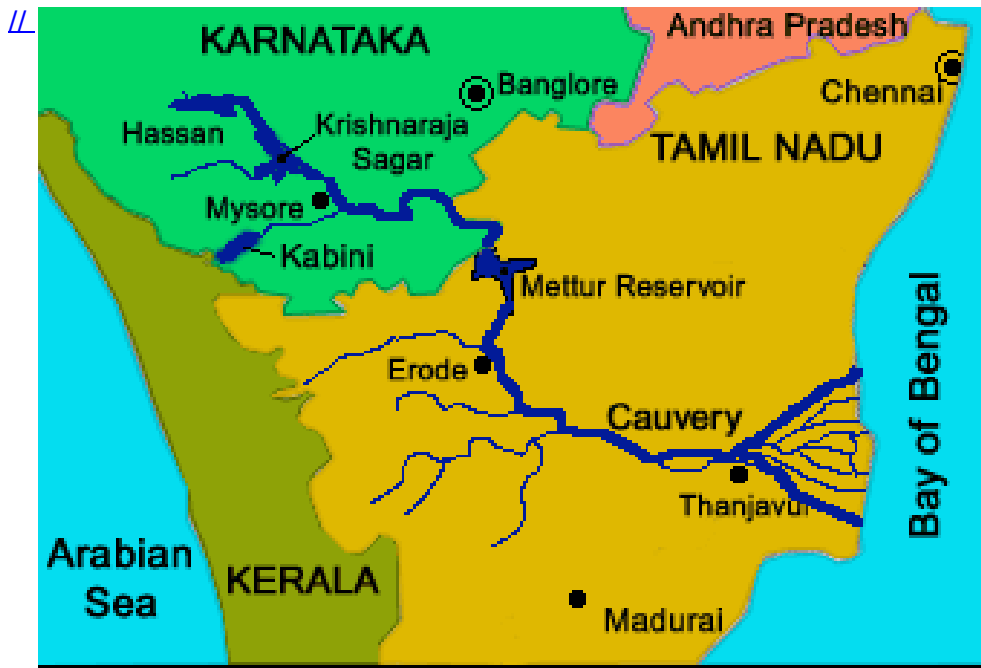 //
KARNATAKA
Andhra Pradesh
Banglore
Chennai
Hassan
Krishnaraja
Sagar
TAMIL NADU
Mysore
Kabini
Mettur Reservoir
Erode
Cauvery
Bay of Bengal
Thanjavur
Arabian
Sea
KERALA
Madurai